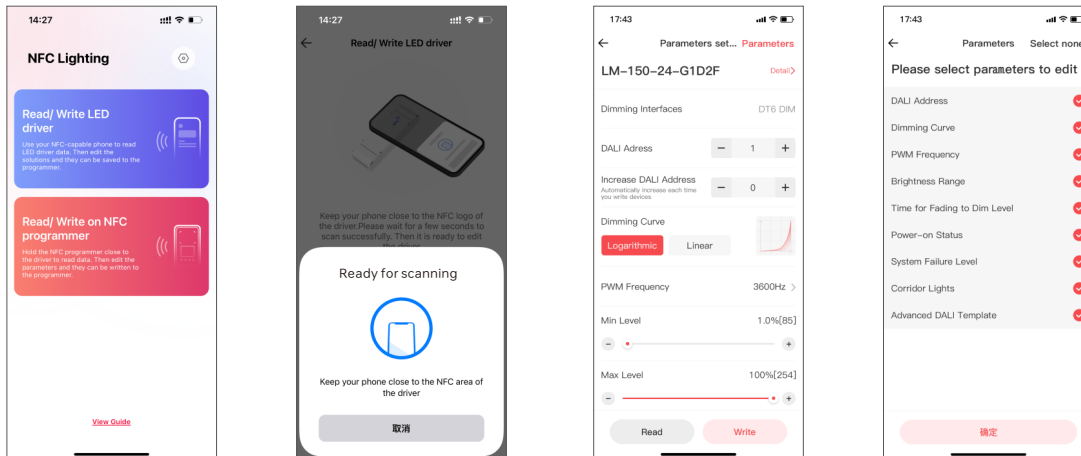 14:27
NFC Lighting
Read/ Write LED
driver
Use your NFC-capable phone to read
LED driver data. Then edit the
solutions and they can be saved to the
programmer.
Read/ Write on NFC
programmer
Hold the NFC programmer close to
the driver to read data. Then edit the
parameters and they can be written to
the programmer.
View Guide
14:27
Read/ Write LED driver
Keep your phone close to the NFC logo of
the driver.Please wait for a few seconds to
scan successfully. Then it is ready to edit
the driver
Ready for scanning
Keep your phone close to the NFC area of
the driver
取消
17:43
Parameters set... Parameters
LM-150-24-G1D2F Detail>
Dimming Interfaces DT6 DIM
DALI Adress − 1 +
Increase DALI Address
Automatically Increase each time
you write devices
− 0 +
Dimming Curve
Logarithmic Linear
PWM Frequency 3600Hz >
Min Level 1.0%[85]
− +
Max Level 100%[254]
− +
Read Write
17:43
Parameters Select none
Please select parameters to edit
DALI Address
Dimming Curve
PWM Frequency
Brightness Range
Time for Fading to Dim Level
Power-on Status
System Failure Level
Corridor Lights
Advanced DALI Template
确定